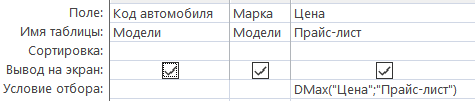 Поле: Код автомобиля Марка Цена
Имя таблицы: Модели Модели Прайс-лист
Сортировка:
Вывод на экран:
Условие отбора: DMax("Цена";"Прайс-лист")